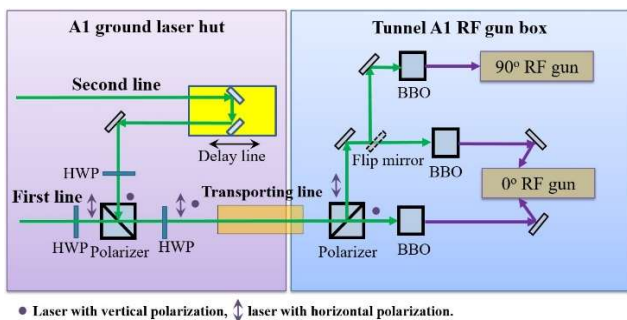 A1 ground laser hut
Tunnel A1 RF gun box
Second line
BBO
90º RF gun
Delay line
Flip mirror
BBO
HWP
0º RF gun
First line
Transporting line
HWP
Polarizer
HWP
Polarizer
BBO
● Laser with vertical polarization, ↕ laser with horizontal polarization.